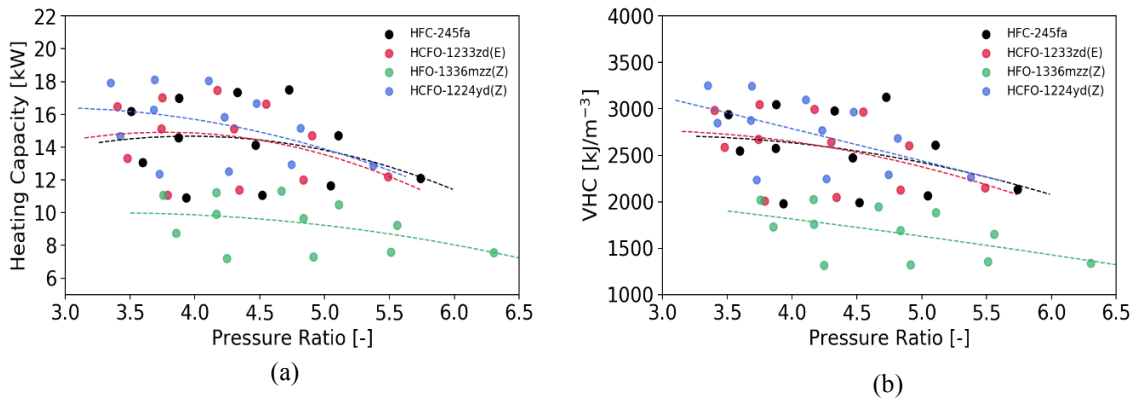 22
20
18
16
14
12
10
8
6
Heating Capacity [kW]
HFC-245fa
HCFO-1233zd(E)
HFO-1336mzz(Z)
HCFO-1224yd(Z)
3.0 3.5 4.0 4.5 5.0 5.5 6.0 6.5
Pressure Ratio [-]
(a)
4000
3500
3000
2500
2000
1500
1000
VHC [kJ/m⁻³]
HFC-245fa
HCFO-1233zd(E)
HFO-1336mzz(Z)
HCFO-1224yd(Z)
3.0 3.5 4.0 4.5 5.0 5.5 6.0 6.5
Pressure Ratio [-]
(b)